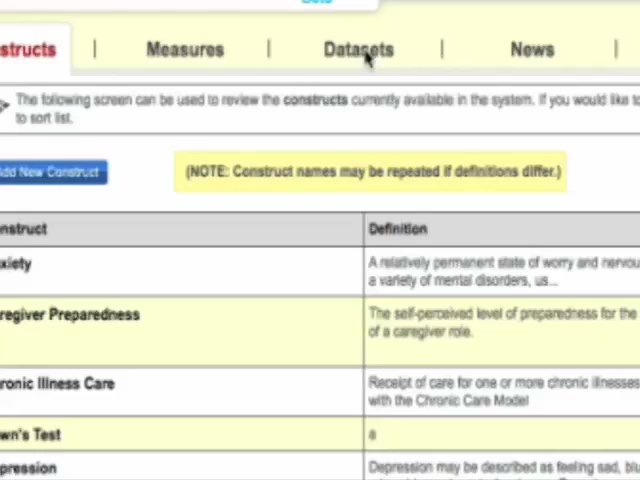 Beta
structs | Measures | Datasets | News |
The following screen can be used to review the constructs currently available in the system. If you would like to
to sort list.
Add New Construct
(NOTE: Construct names may be repeated if definitions differ.)
nstruct Definition
xiety A relatively permanent state of worry and nervou
a variety of mental disorders, us...
regiver Preparedness The self-perceived level of preparedness for the
of a caregiver role.
ronic Illness Care Receipt of care for one or more chronic illnesses
with the Chronic Care Model
wn's Test
pression Depression may be described as feeling sad, blu